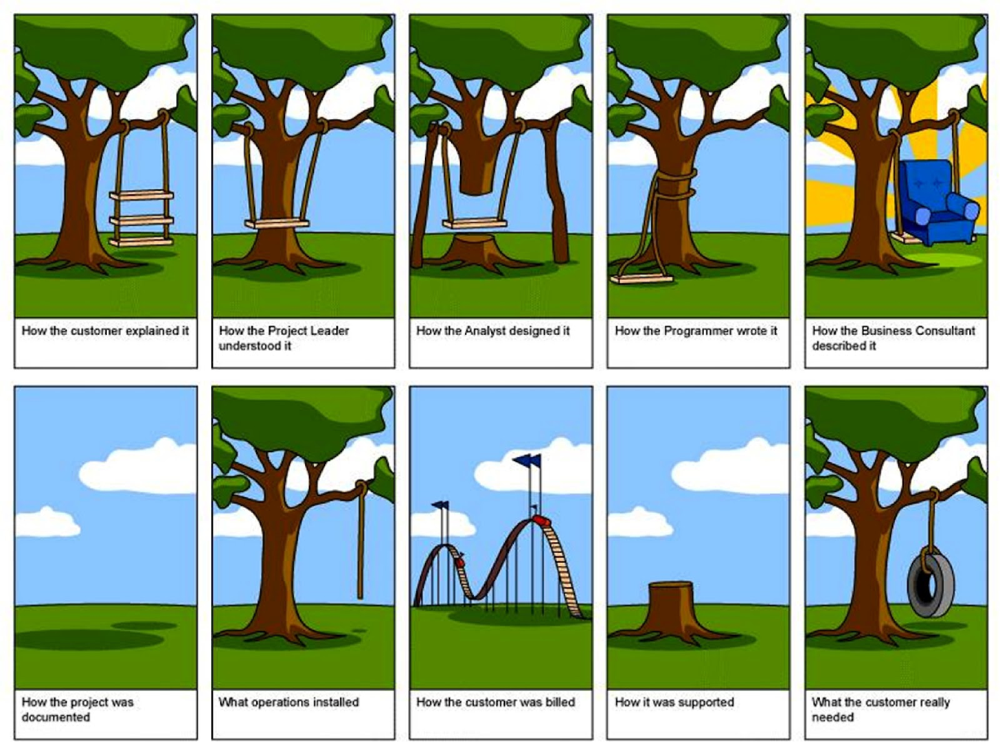 How the customer explained it
How the Project Leader
understood it
How the Analyst designed it
How the Programmer wrote it
How the Business Consultant
described it
How the project was
documented
What operations installed
How the customer was billed
How it was supported
What the customer really
needed